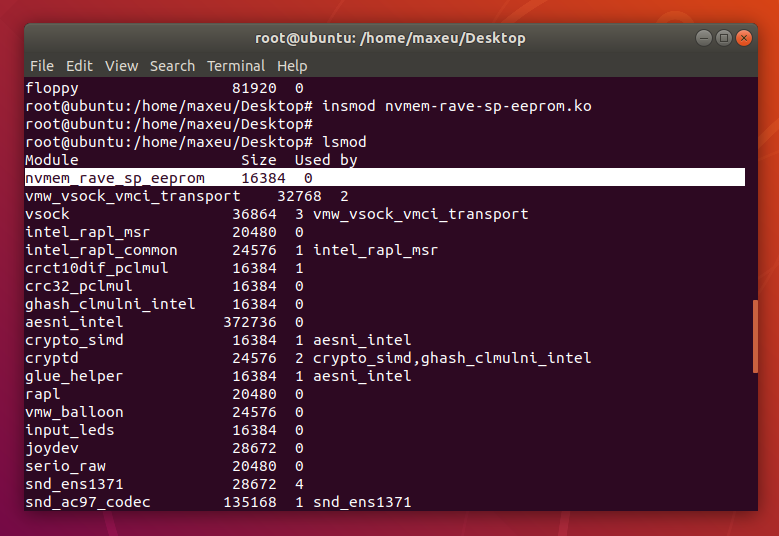 root@ubuntu: /home/maxeu/Desktop
File Edit View Search Terminal Help
floppy 81920 0
root@ubuntu:/home/maxeu/Desktop# insmod nvmem-rave-sp-eeprom.ko
root@ubuntu:/home/maxeu/Desktop#
root@ubuntu:/home/maxeu/Desktop# lsmod
Module Size Used by
nvmem_rave_sp_eeprom 16384 0
vmw_vsock_vmci_transport 32768 2
vsock 36864 3 vmw_vsock_vmci_transport
intel_rapl_msr 20480 0
intel_rapl_common 24576 1 intel_rapl_msr
crct10dif_pclmul 16384 1
crc32_pclmul 16384 0
ghash_clmulni_intel 16384 0
aesni_intel 372736 0
crypto_simd 16384 1 aesni_intel
cryptd 24576 2 crypto_simd,ghash_clmulni_intel
glue_helper 16384 1 aesni_intel
rapl 20480 0
vmw_balloon 24576 0
input_leds 16384 0
joydev 28672 0
serio_raw 20480 0
snd_ens1371 28672 4
snd_ac97_codec 135168 1 snd_ens1371